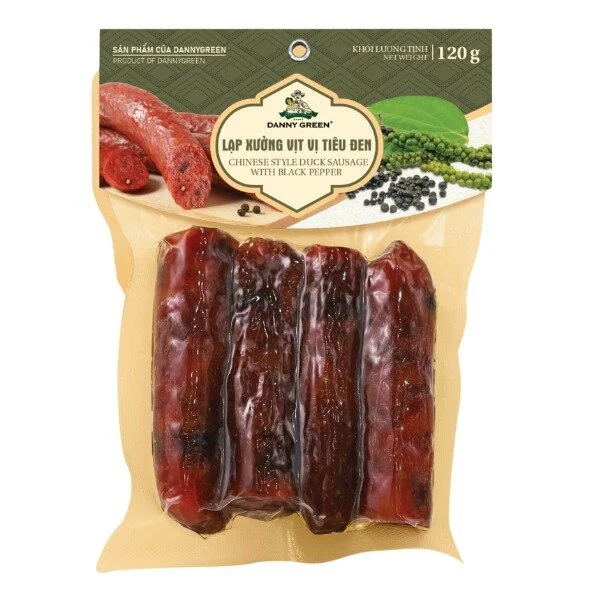 SẢN PHẨM CỦA DANNYGREEN
PRODUCT OF DANNYGREEN
KHỐI LƯỢNG TỊNH
NET WEIGHT
120 g
DANNY GREEN
LẠP XƯỞNG VỊT VỊ TIÊU ĐEN
CHINESE STYLE DUCK SAUSAGE
WITH BLACK PEPPER